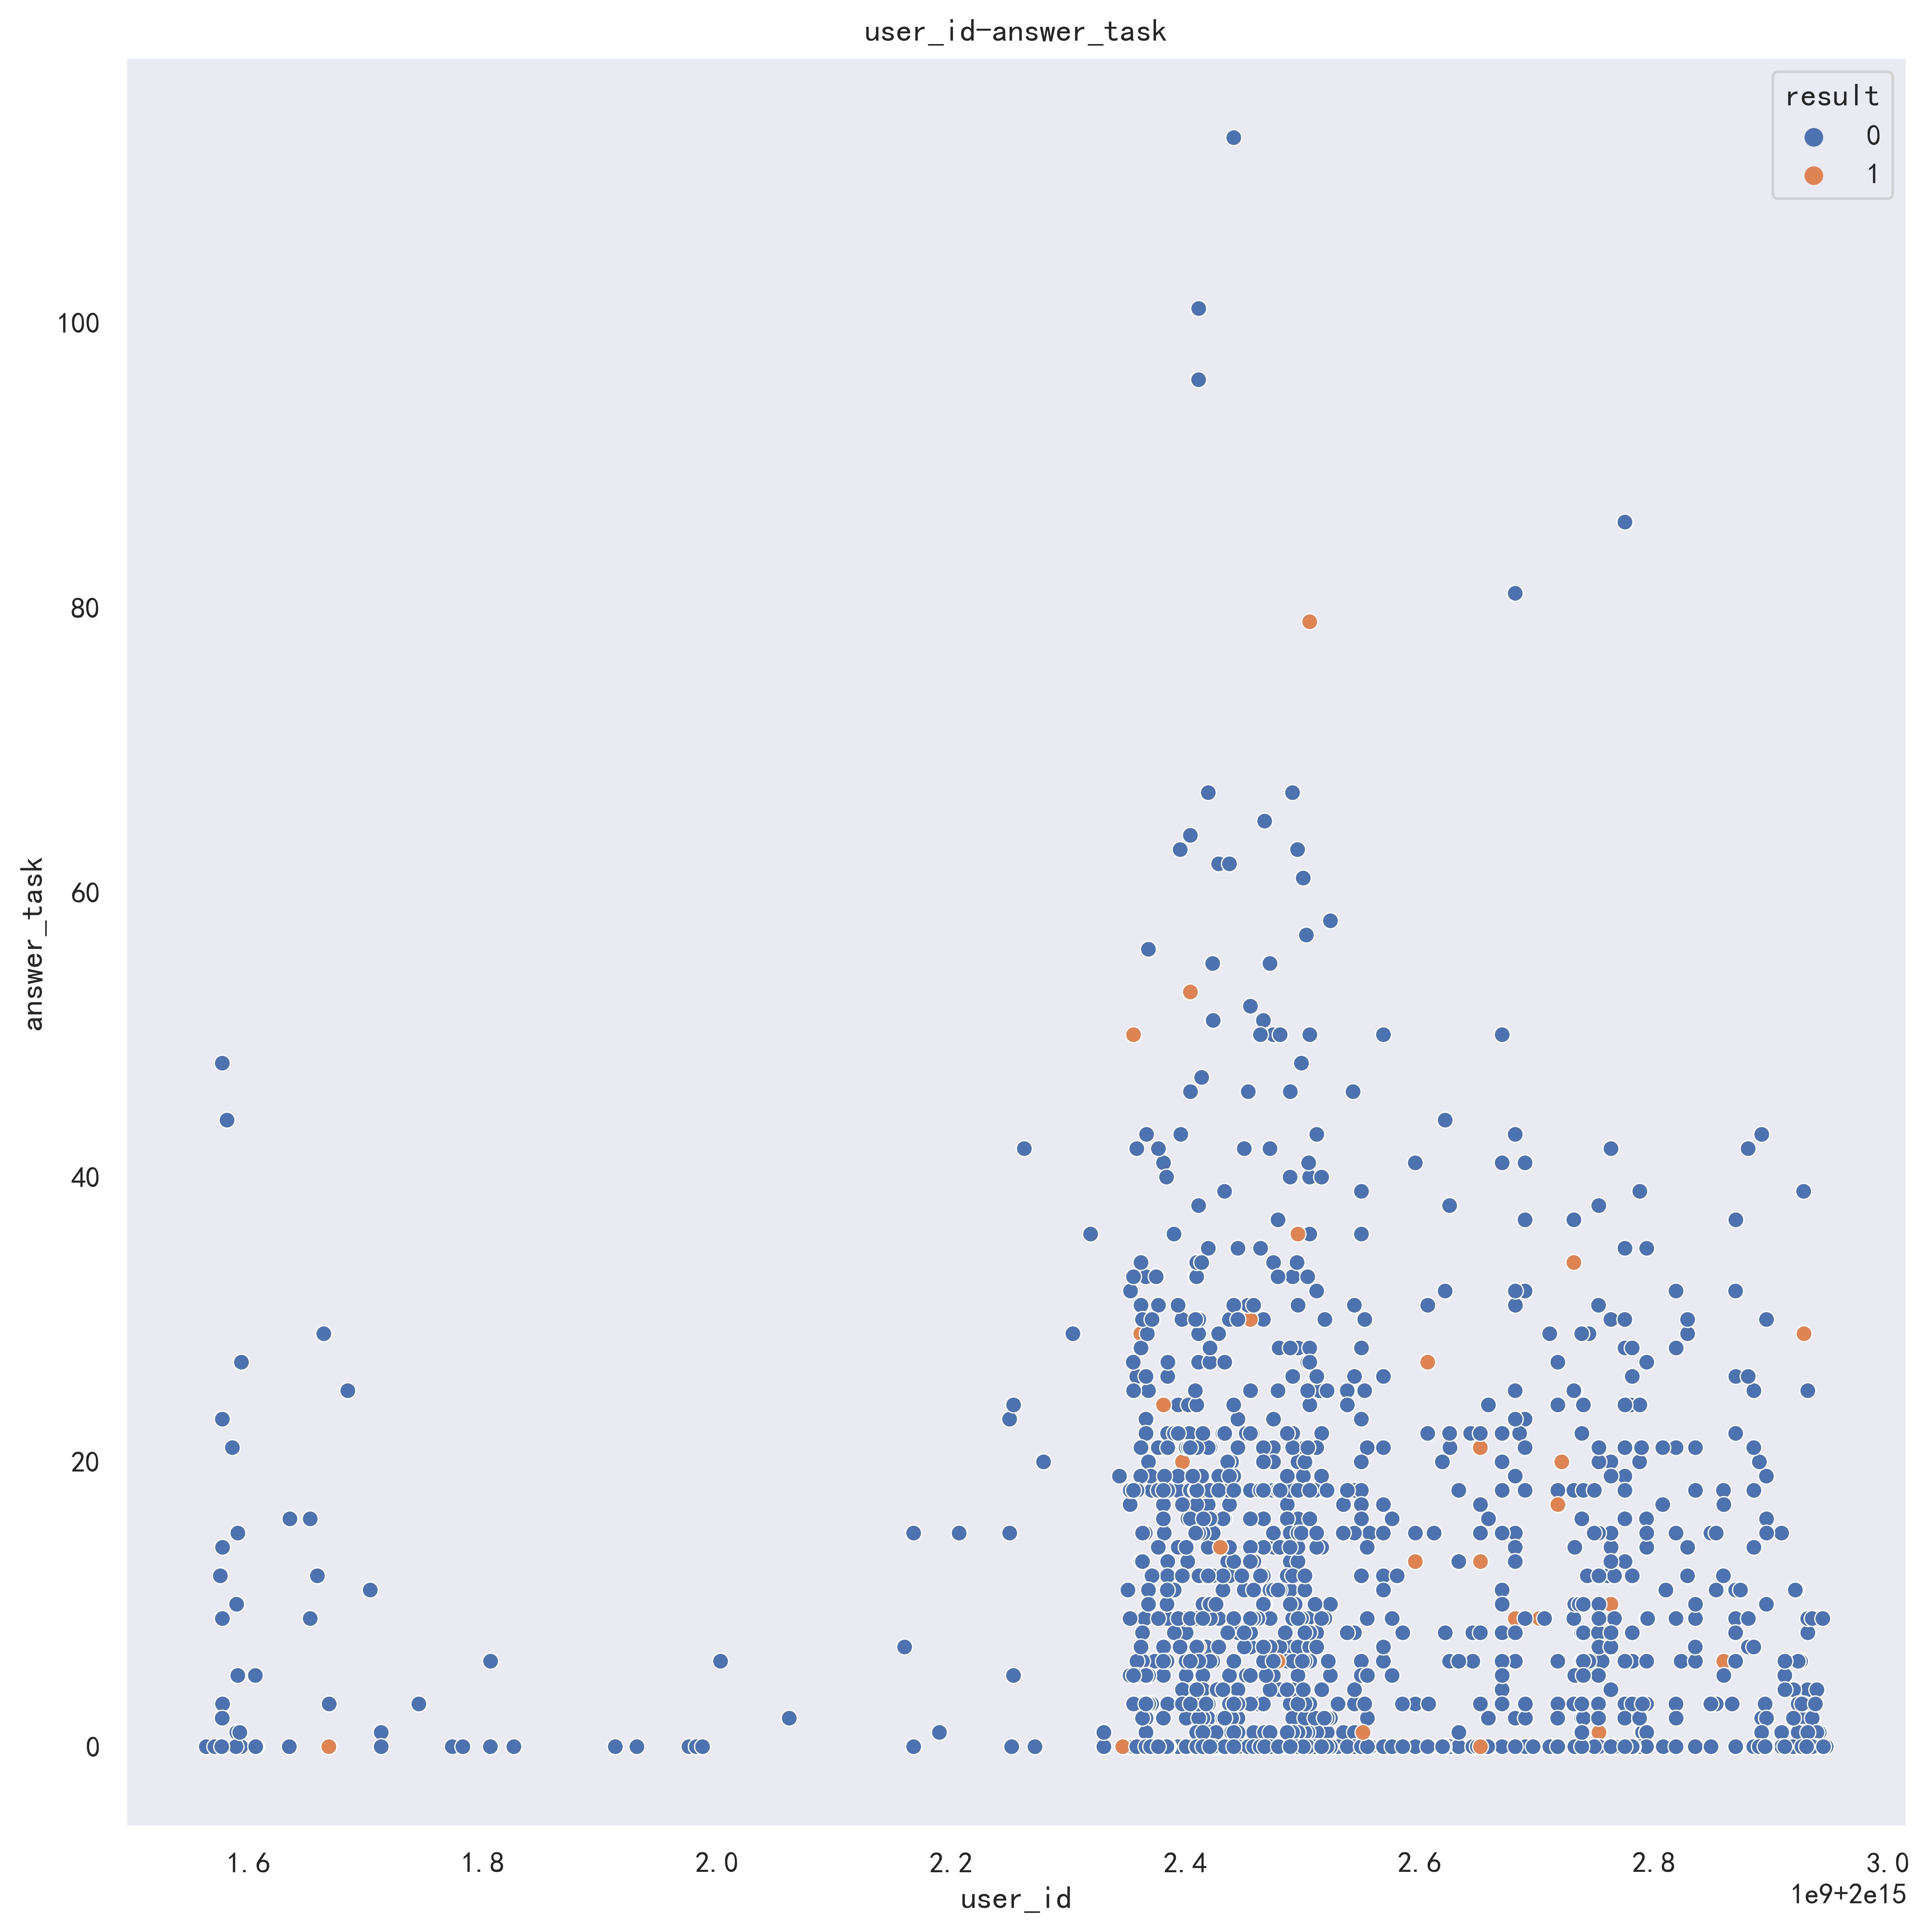 user_id-answer_task
result
0
1
100
80
60
40
20
0
answer_task
1.6 1.8 2.0 2.2 2.4 2.6 2.8 3.0
user_id
1e9+2e15